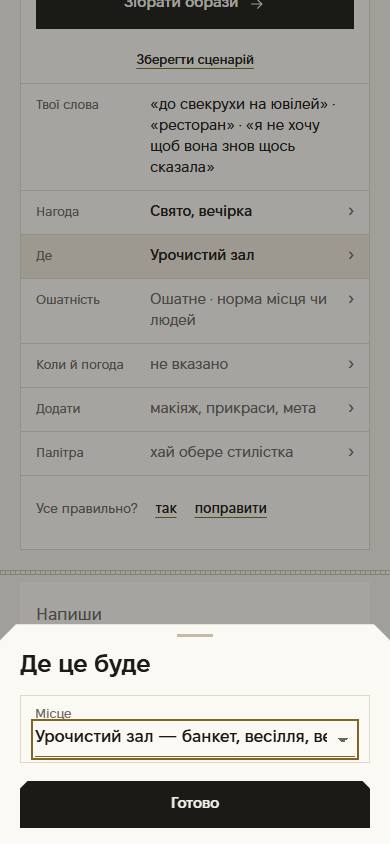 Зібрати образи →
Зберегти сценарій
Твої слова
«до свекрухи на ювілей» ·
«ресторан» · «я не хочу
щоб вона знов щось
сказала»
Нагода
Свято, вечірка
Де
Урочистий зал
Ошатність
Ошатне · норма місця чи
людей
Коли й погода
не вказано
Додати
макіяж, прикраси, мета
Палітра
хай обере стилістка
Усе правильно? так поправити
Напиши
Де це буде
Місце
Урочистий зал — банкет, весілля, ве
Готово